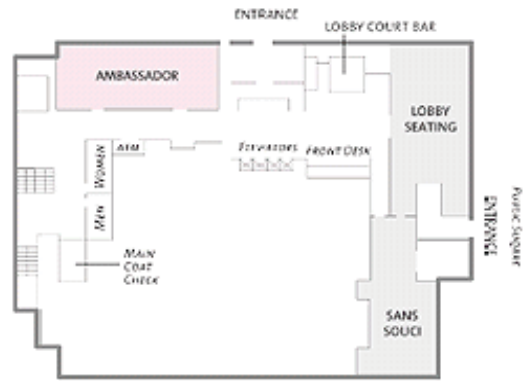 ENTRANCE
LOBBY COURT BAR
AMBASSADOR
LOBBY
SEATING
WOMEN
ATM
ELEVATORS
FRONT DESK
MEN
ENTRANCE
PUBLIC SQUARE
MAIN
COAT
CHECK
SANS
SOUCI